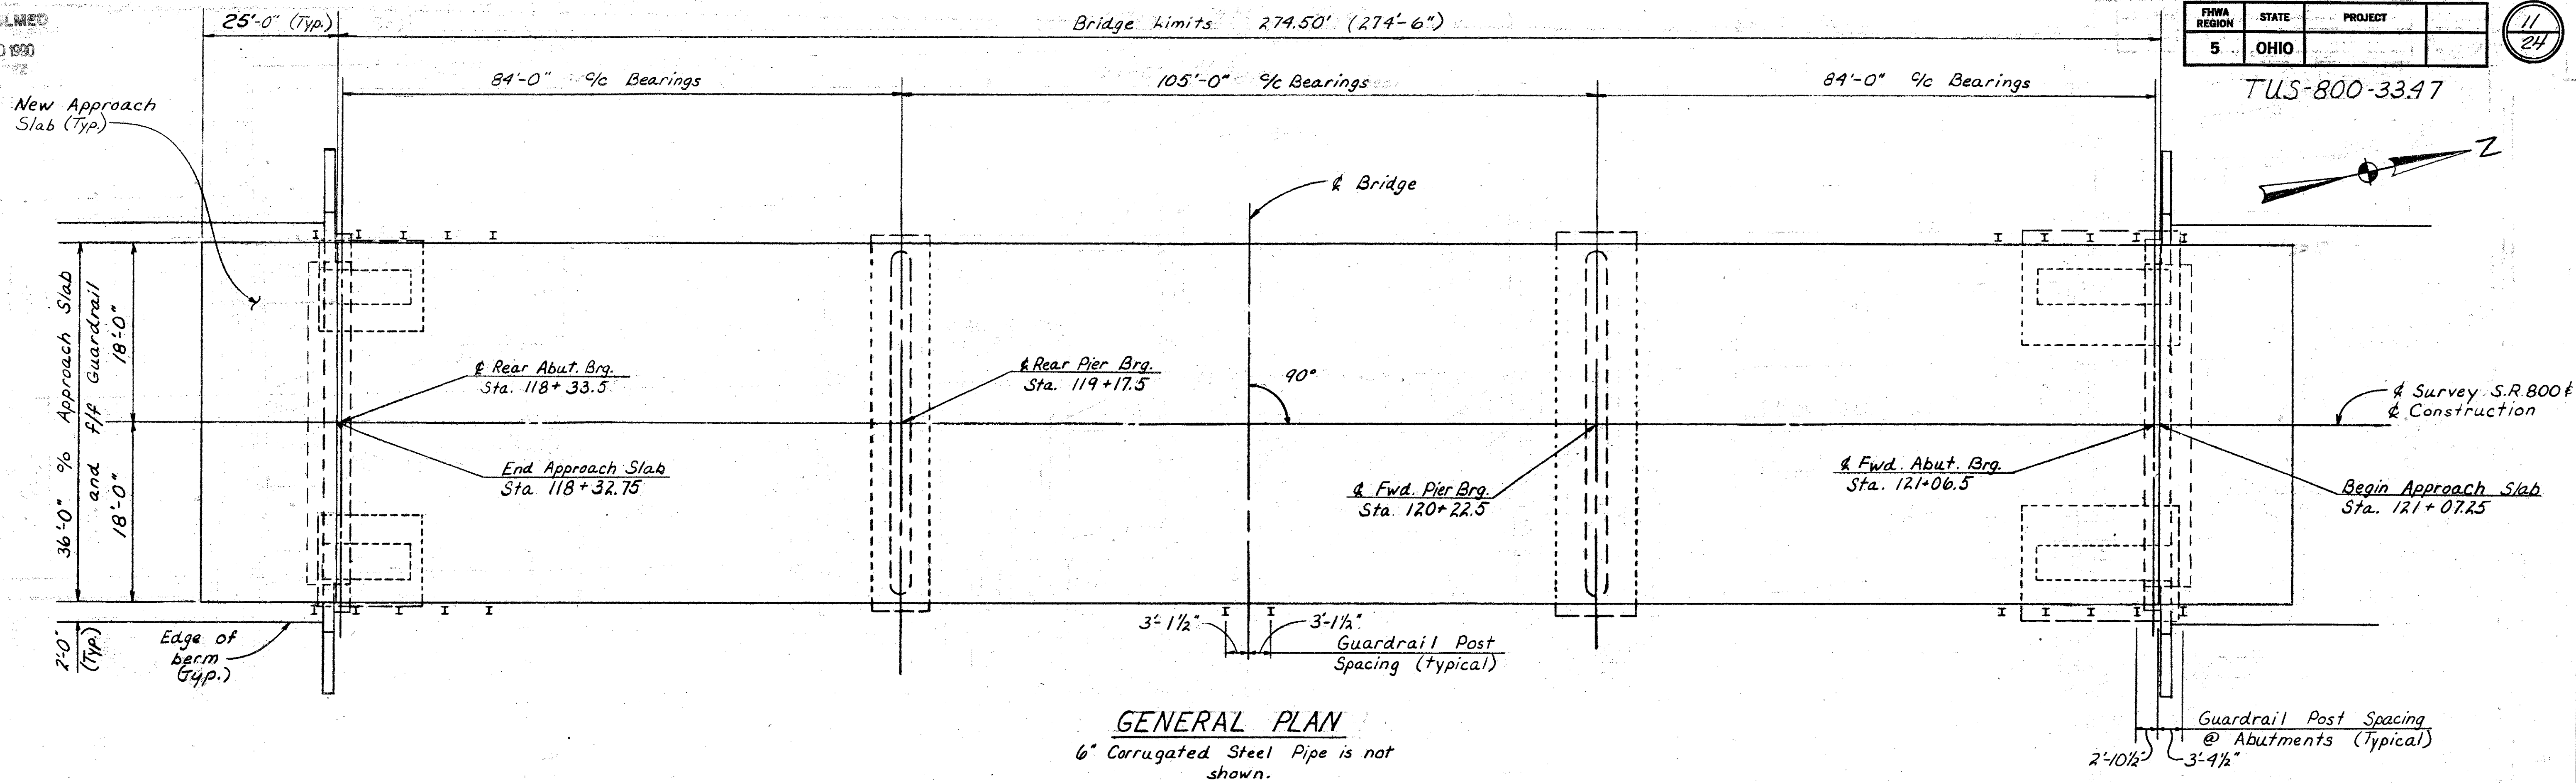 LMED
1990
25'-0" (Typ.)
Bridge Limits 274.50' (274'-6")
FHWA REGION STATE PROJECT
5 OHIO
11
24
TUS-800-33.47
84'-0" c/c Bearings
105'-0" c/c Bearings
84'-0" c/c Bearings
New Approach
Slab (Typ.)
Z
℄ Bridge
36'-0" o/o Approach Slab
and f/f Guardrail
18'-0"
18'-0"
℄ Rear Abut. Brg.
Sta. 118+33.5
℄ Rear Pier Brg.
Sta. 119+17.5
90°
℄ Survey S.R. 800 &
℄ Construction
End Approach Slab
Sta. 118+32.75
℄ Fwd. Pier Brg.
Sta. 120+22.5
℄ Fwd. Abut. Brg.
Sta. 121+06.5
Begin Approach Slab
Sta. 121+07.25
2'-0"
(Typ.)
Edge of
berm
(Typ.)
3'-1½"
3'-1½"
Guardrail Post
Spacing (typical)
GENERAL PLAN
6" Corrugated Steel Pipe is not
shown.
Guardrail Post Spacing
@ Abutments (Typical)
2'-10½"
3'-4½"